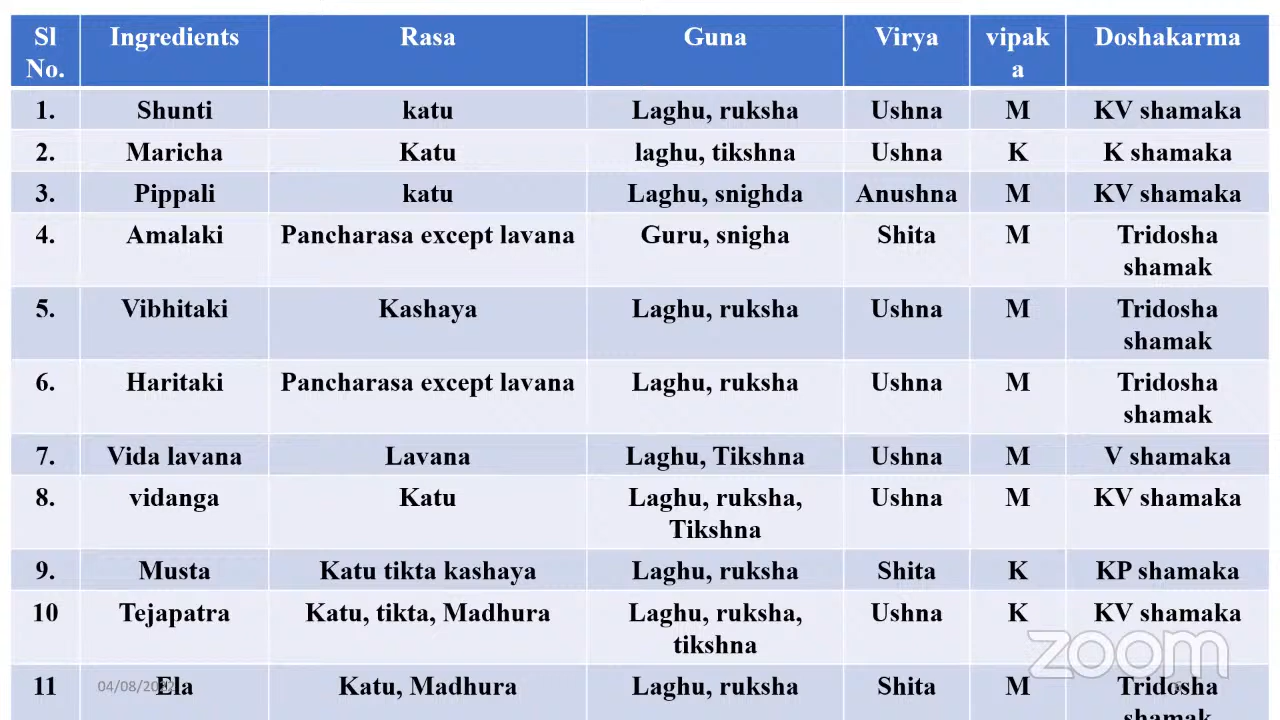 Sl No. Ingredients Rasa Guna Virya vipak a Doshakarma
1. Shunti katu Laghu, ruksha Ushna M KV shamaka
2. Maricha Katu laghu, tikshna Ushna K K shamaka
3. Pippali katu Laghu, snighda Anushna M KV shamaka
4. Amalaki Pancharasa except lavana Guru, snigha Shita M Tridosha shamak
5. Vibhitaki Kashaya Laghu, ruksha Ushna M Tridosha shamak
6. Haritaki Pancharasa except lavana Laghu, ruksha Ushna M Tridosha shamak
7. Vida lavana Lavana Laghu, Tikshna Ushna M V shamaka
8. vidanga Katu Laghu, ruksha, Tikshna Ushna M KV shamaka
9. Musta Katu tikta kashaya Laghu, ruksha Shita K KP shamaka
10 Tejapatra Katu, tikta, Madhura Laghu, ruksha, tikshna Ushna K KV shamaka
zoom
11 Ela Katu, Madhura Laghu, ruksha Shita M Tridosha shamak